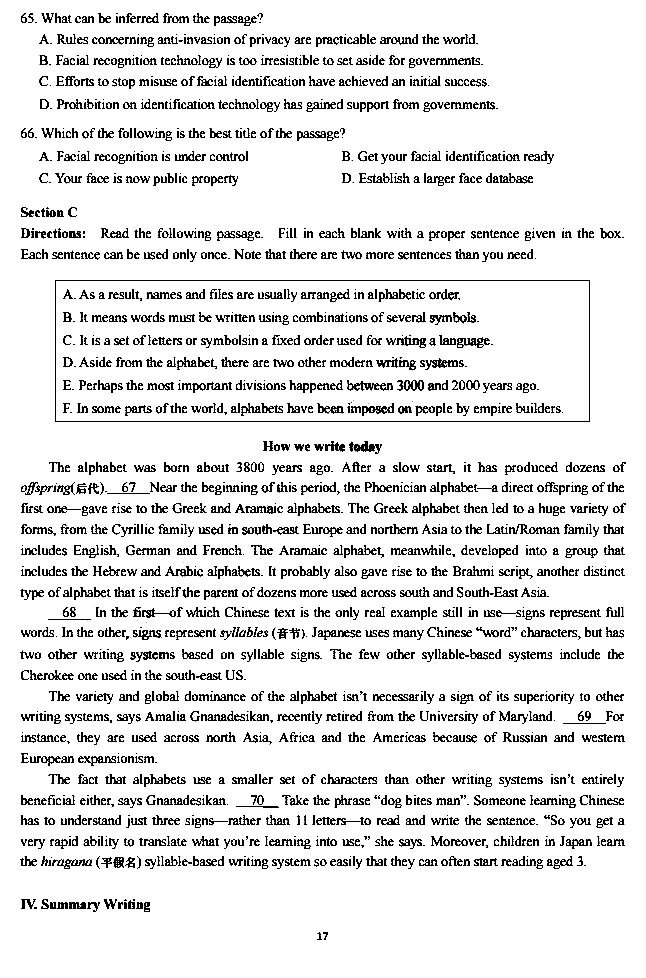 65. What can be inferred from the passage?
A. Rules concerning anti-invasion of privacy are practicable around the world.
B. Facial recognition technology is too irresistible to set aside for governments.
C. Efforts to stop misuse of facial identification have achieved an initial success.
D. Prohibition on identification technology has gained support from governments.
66. Which of the following is the best title of the passage?
A. Facial recognition is under control B. Get your facial identification ready
C. Your face is now public property D. Establish a larger face database
Section C
Directions: Read the following passage. Fill in each blank with a proper sentence given in the box.
Each sentence can be used only once. Note that there are two more sentences than you need.
A. As a result, names and files are usually arranged in alphabetic order.
B. It means words must be written using combinations of several symbols.
C. It is a set of letters or symbolsin a fixed order used for writing a language.
D. Aside from the alphabet, there are two other modern writing systems.
E. Perhaps the most important divisions happened between 3000 and 2000 years ago.
F. In some parts of the world, alphabets have been imposed on people by empire builders.
How we write today
The alphabet was born about 3800 years ago. After a slow start, it has produced dozens of
offspring(后代).__67__Near the beginning of this period, the Phoenician alphabet—a direct offspring of the
first one—gave rise to the Greek and Aramaic alphabets. The Greek alphabet then led to a huge variety of
forms, from the Cyrillic family used in south-east Europe and northern Asia to the Latin/Roman family that
includes English, German and French. The Aramaic alphabet, meanwhile, developed into a group that
includes the Hebrew and Arabic alphabets. It probably also gave rise to the Brahmi script, another distinct
type of alphabet that is itself the parent of dozens more used across south and South-East Asia.
__68__ In the first—of which Chinese text is the only real example still in use—signs represent full
words. In the other, signs represent syllables (音节). Japanese uses many Chinese “word” characters, but has
two other writing systems based on syllable signs. The few other syllable-based systems include the
Cherokee one used in the south-east US.
The variety and global dominance of the alphabet isn’t necessarily a sign of its superiority to other
writing systems, says Amalia Gnanadesikan, recently retired from the University of Maryland. __69__For
instance, they are used across north Asia, Africa and the Americas because of Russian and western
European expansionism.
The fact that alphabets use a smaller set of characters than other writing systems isn’t entirely
beneficial either, says Gnanadesikan. __70__ Take the phrase “dog bites man”. Someone learning Chinese
has to understand just three signs—rather than 11 letters—to read and write the sentence. “So you get a
very rapid ability to translate what you’re learning into use,” she says. Moreover, children in Japan learn
the hiragana (平假名) syllable-based writing system so easily that they can often start reading aged 3.
IV. Summary Writing
17